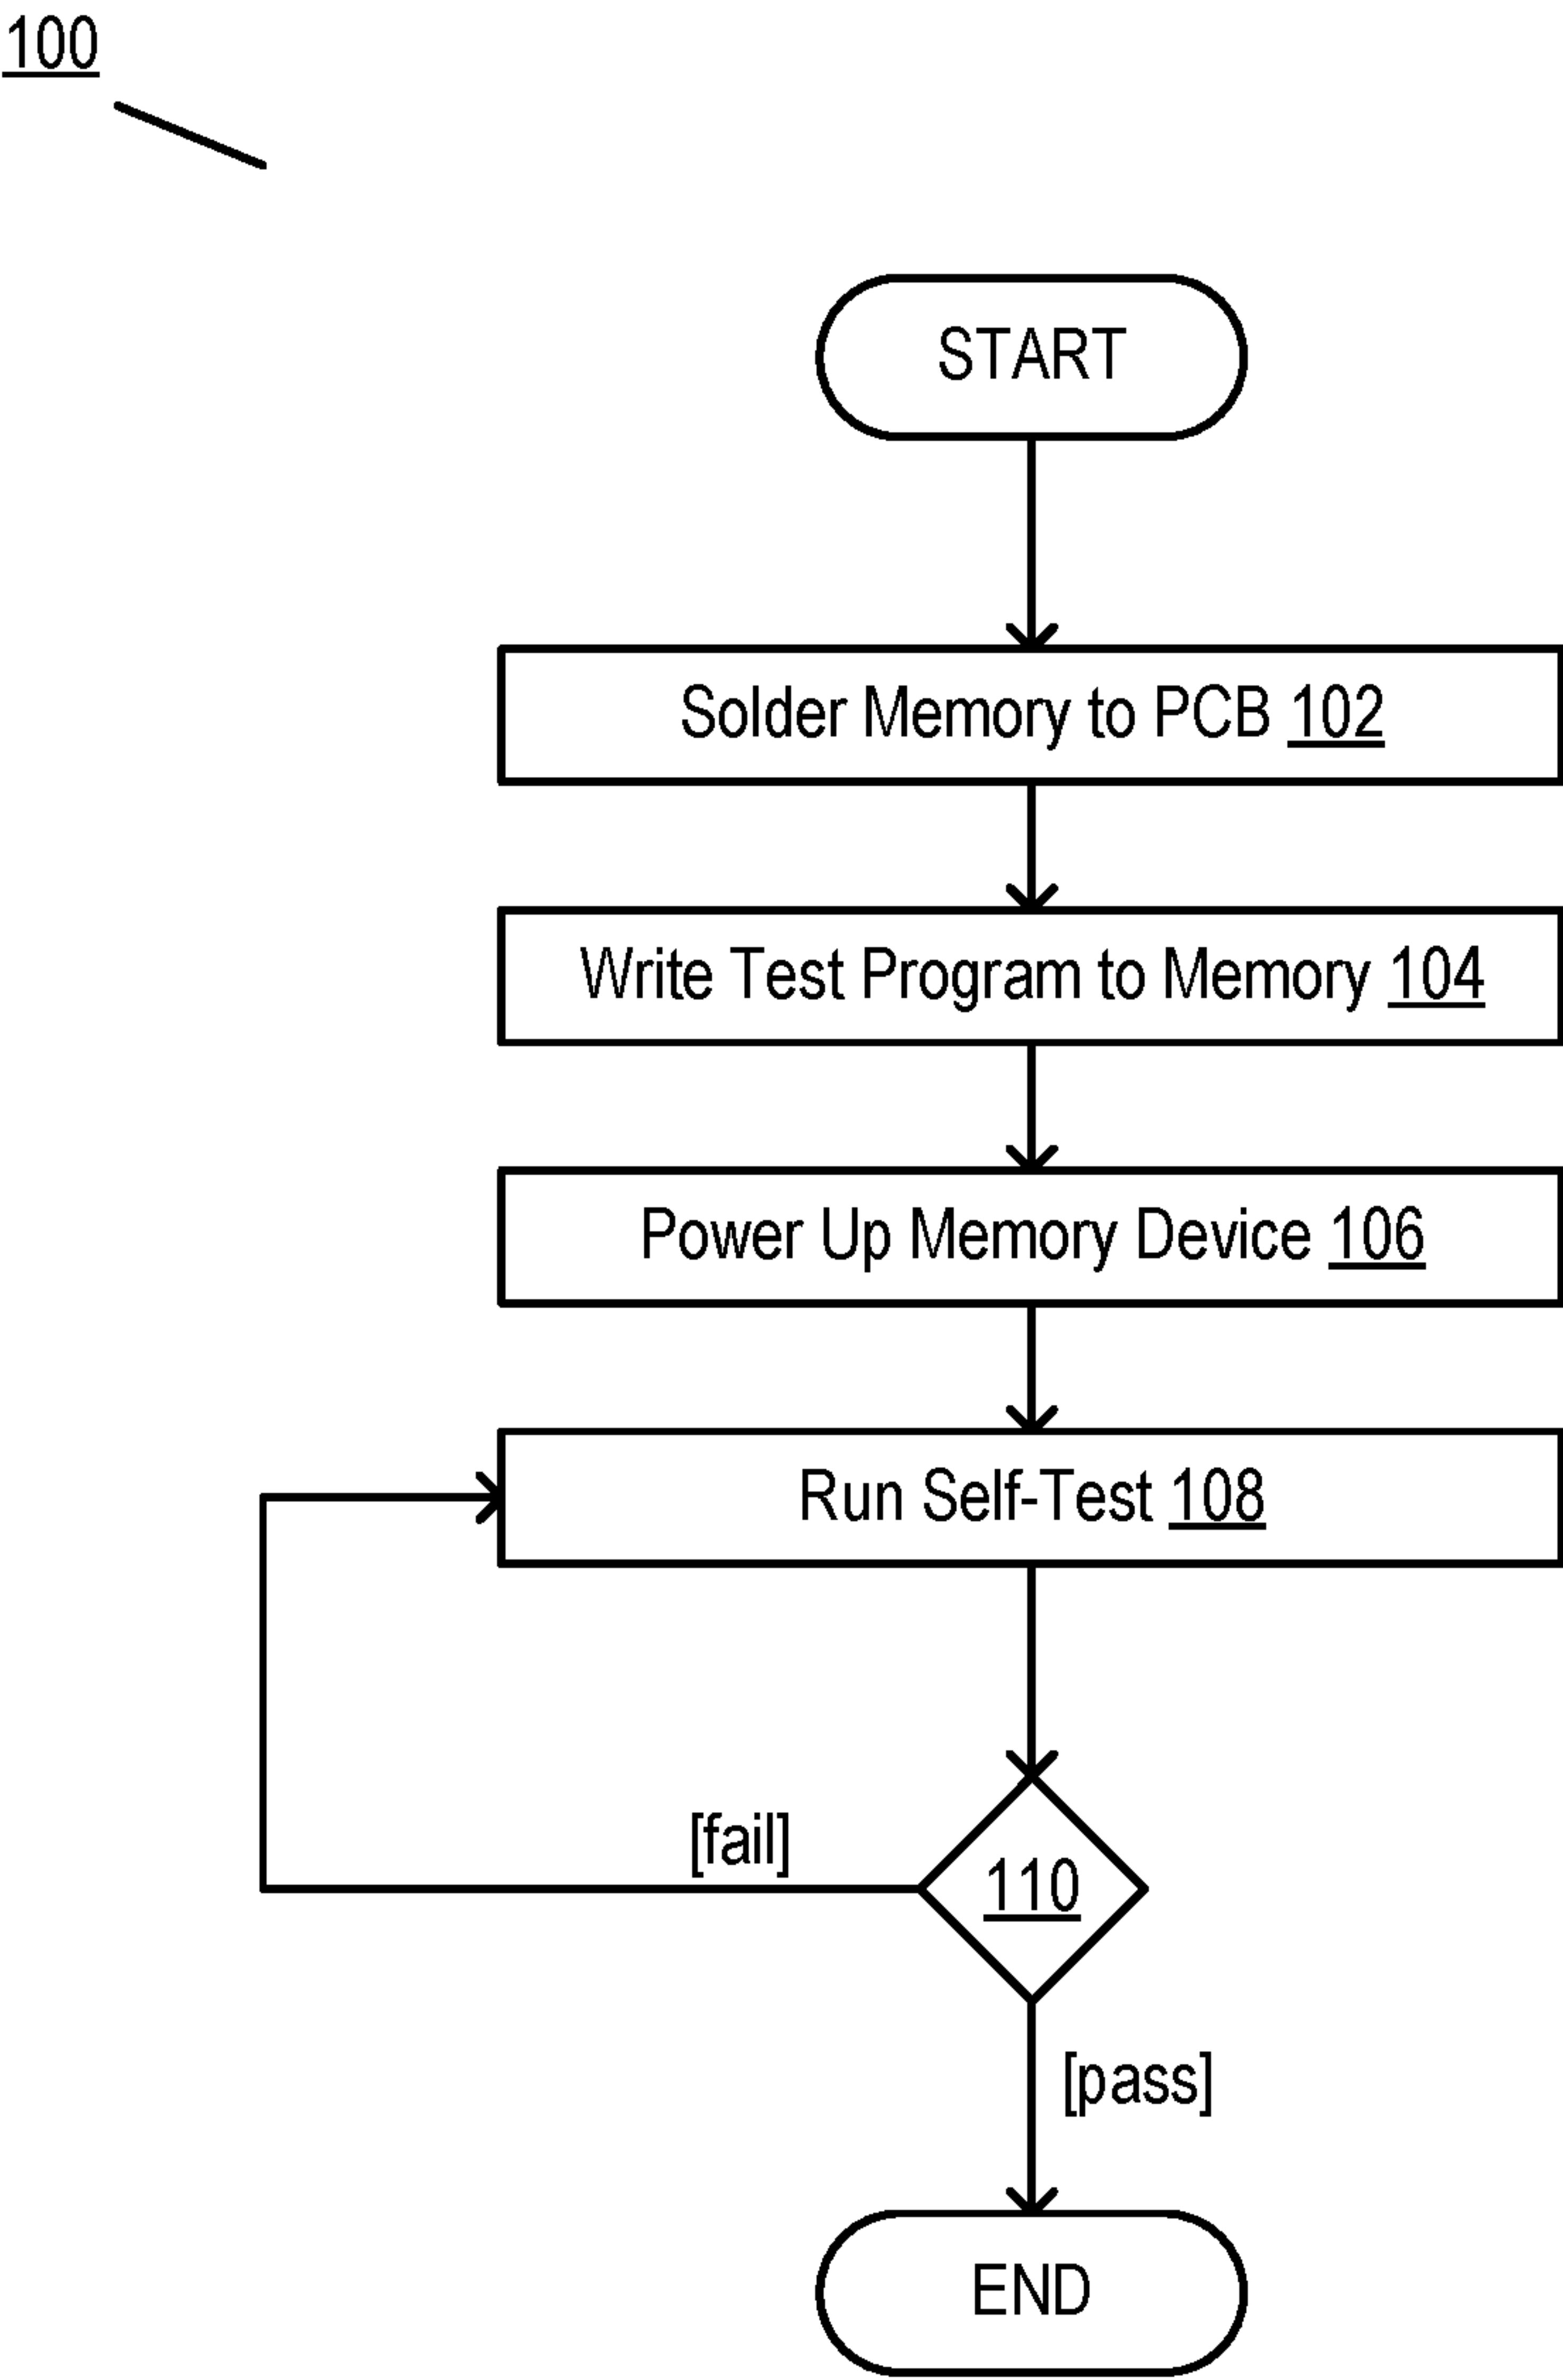 100
START
Solder Memory to PCB 102
Write Test Program to Memory 104
Power Up Memory Device 106
Run Self-Test 108
[fail]
110
[pass]
END